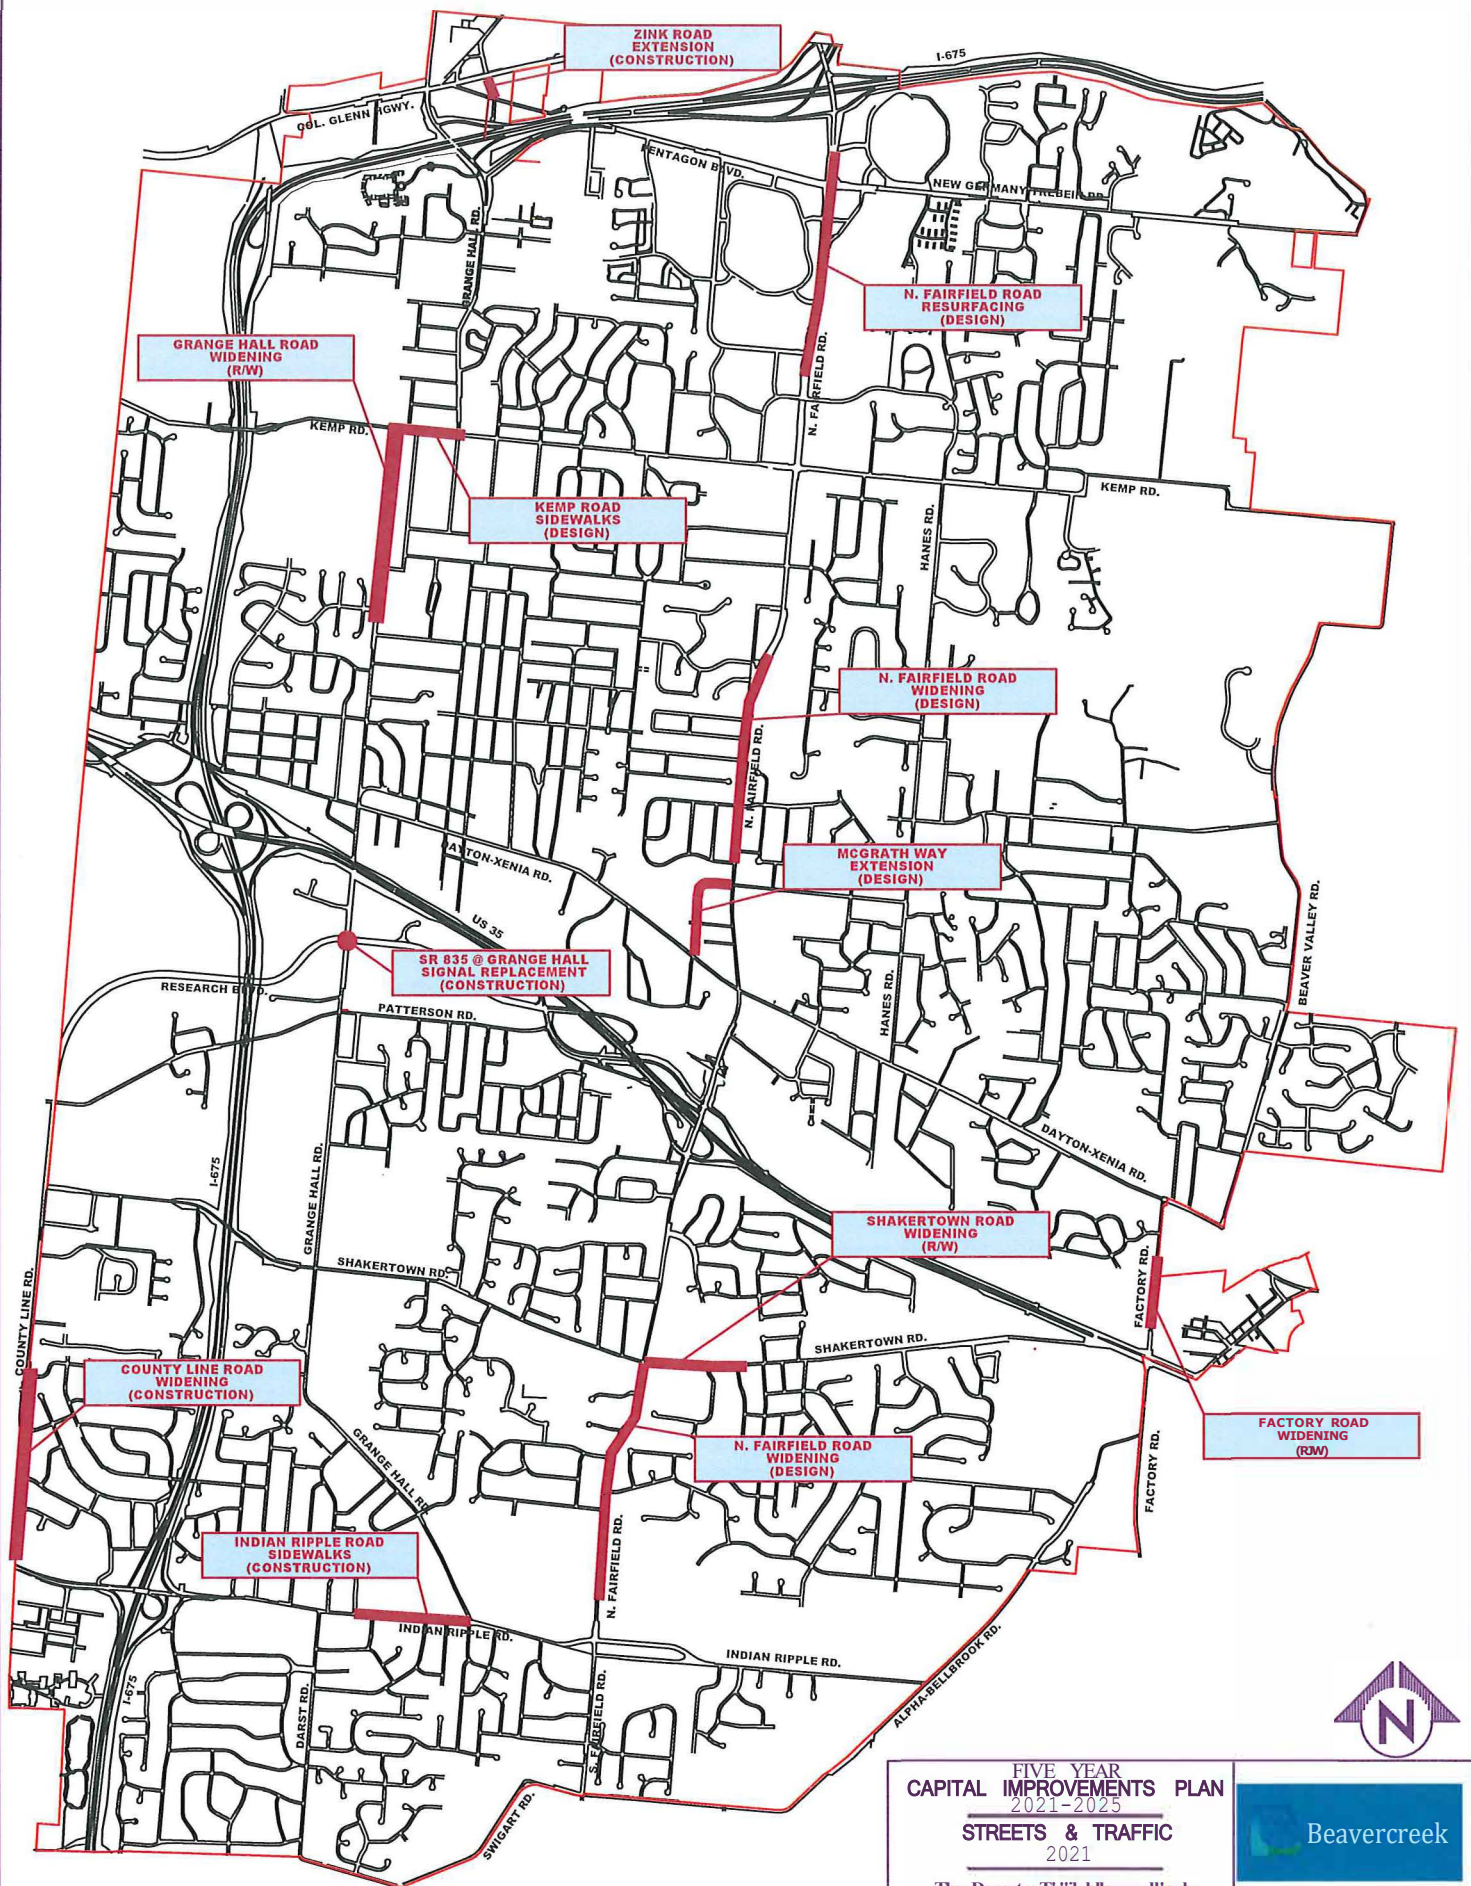 ZINK ROAD
EXTENSION
(CONSTRUCTION)
I-675
COL. GLENN HGWY.
PENTAGON BLVD.
NEW GERMANY TREBEIN RD.
GRANGE HALL RD.
N. FAIRFIELD ROAD
RESURFACING
(DESIGN)
GRANGE HALL ROAD
WIDENING
(R/W)
N. FAIRFIELD RD.
KEMP RD.
KEMP RD.
KEMP ROAD
SIDEWALKS
(DESIGN)
HANES RD.
N. FAIRFIELD ROAD
WIDENING
(DESIGN)
N. FAIRFIELD RD.
DAYTON-XENIA RD.
MCGRATH WAY
EXTENSION
(DESIGN)
US 35
BEAVER VALLEY RD.
SR 835 @ GRANGE HALL
SIGNAL REPLACEMENT
(CONSTRUCTION)
RESEARCH BLVD.
PATTERSON RD.
HANES RD.
DAYTON-XENIA RD.
I-675
GRANGE HALL RD.
SHAKERTOWN ROAD
WIDENING
(R/W)
SHAKERTOWN RD.
FACTORY RD.
COUNTY LINE RD.
SHAKERTOWN RD.
COUNTY LINE ROAD
WIDENING
(CONSTRUCTION)
FACTORY ROAD
WIDENING
(R/W)
GRANGE HALL RD.
N. FAIRFIELD ROAD
WIDENING
(DESIGN)
FACTORY RD.
INDIAN RIPPLE ROAD
SIDEWALKS
(CONSTRUCTION)
N. FAIRFIELD RD.
INDIAN RIPPLE RD.
INDIAN RIPPLE RD.
ALPHA-BELLBROOK RD.
I-675
DARST RD.
S. FAIRFIELD RD.
SWIGART RD.
N
FIVE YEAR
CAPITAL IMPROVEMENTS PLAN
2021-2025
STREETS & TRAFFIC
2021
Beavercreek